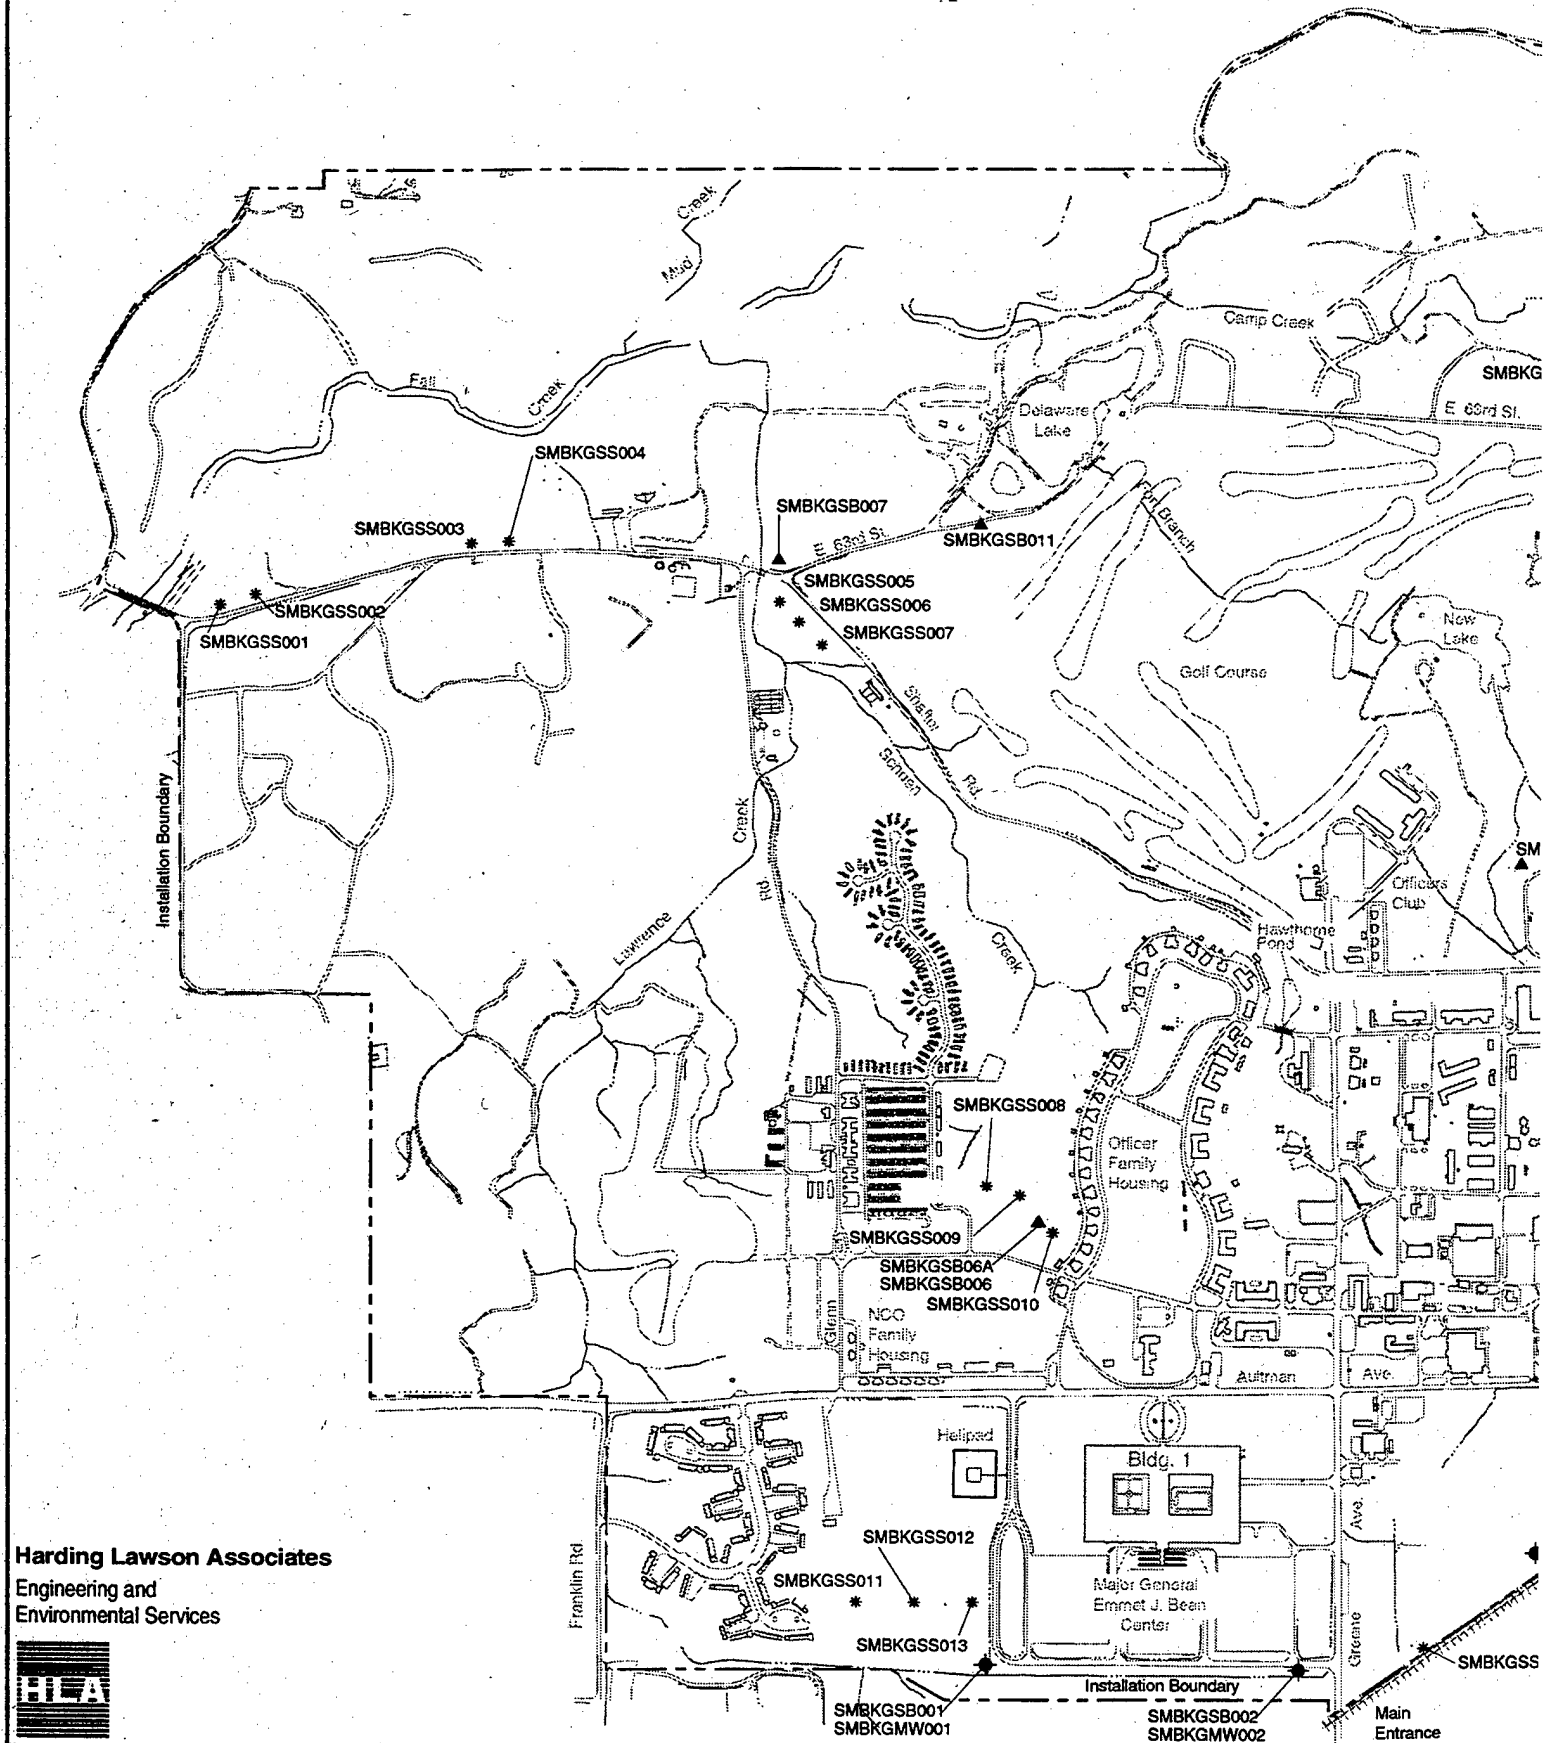 Creek
Mud
Camp Creek
SMBKG
Fall
Creek
E. 63rd St.
Delaware
Lake
SMBKGSS004
SMBKGSB007
SMBKGSS003
E. 63rd St.
SMBKGSB011
Branch
SMBKGSS005
SMBKGSS006
SMBKGSS007
SMBKGSS002
SMBKGSS001
New
Lake
Golf Course
Shafter
Rd.
Schoen
Creek
Installation Boundary
Creek
Rd.
Lawrence
SM
Officers
Club
Hawthorne
Pond
SMBKGSS008
Officer
Family
Housing
SMBKGSS009
SMBKGSB06A
SMBKGSB006
SMBKGSS010
Glenn
NCO
Family
Housing
Aultman
Ave.
Helipad
Bldg. 1
Ave.
SMBKGSS012
SMBKGSS011
Major General
Emmet J. Bean
Center
Franklin Rd.
SMBKGSS013
Greene
SMBKGSS
Installation Boundary
SMBKGSB001
SMBKGMW001
SMBKGSB002
SMBKGMW002
Main
Entrance
Harding Lawson Associates
Engineering and
Environmental Services
HLA